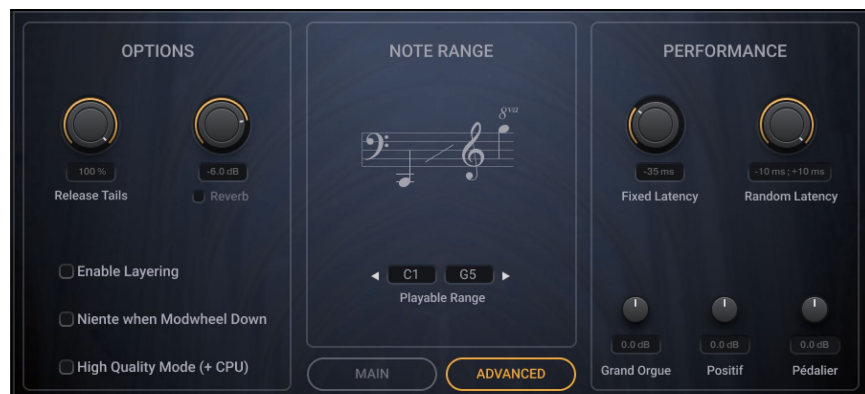 OPTIONS
100 %
-6.0 dB
Release Tails
Reverb
Enable Layering
Niente when Modwheel Down
High Quality Mode (+ CPU)
NOTE RANGE
8va
C1
G5
Playable Range
MAIN
ADVANCED
PERFORMANCE
-35 ms
-10 ms ; +10 ms
Fixed Latency
Random Latency
0.0 dB
0.0 dB
0.0 dB
Grand Orgue
Positif
Pédalier